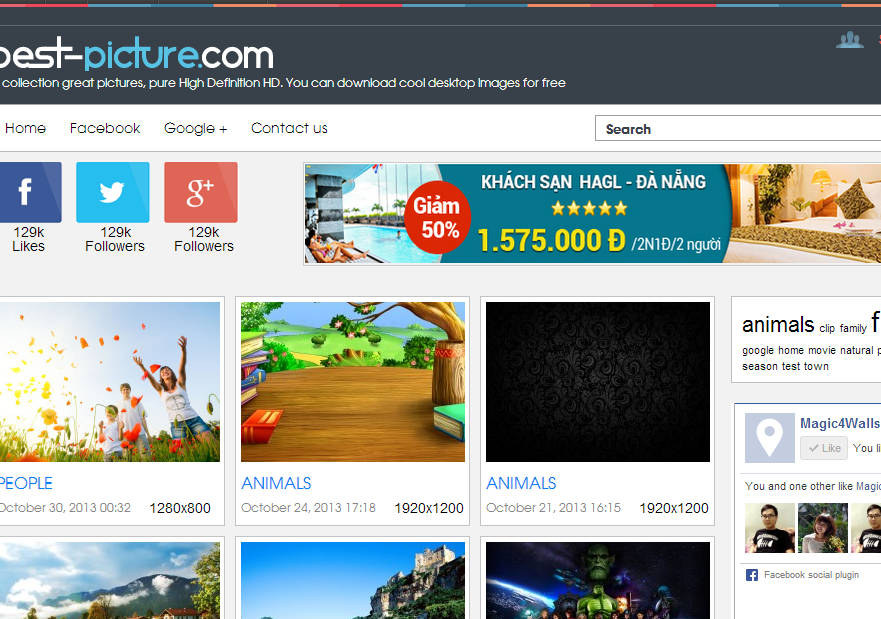 best-picture.com
collection great pictures, pure High Definition HD. You can download cool desktop images for free
Home Facebook Google + Contact us
Search
f
g+
129k
Likes
129k
Followers
129k
Followers
Giảm
50%
KHÁCH SẠN HAGL - ĐÀ NẴNG
1.575.000 Đ /2N1Đ/2 người
PEOPLE
October 30, 2013 00:32 1280x800
ANIMALS
October 24, 2013 17:18 1920x1200
ANIMALS
October 21, 2013 16:15 1920x1200
animals clip family f
google home movie natural p
season test town
Magic4Walls
Like You li
You and one other like Magic
Facebook social plugin